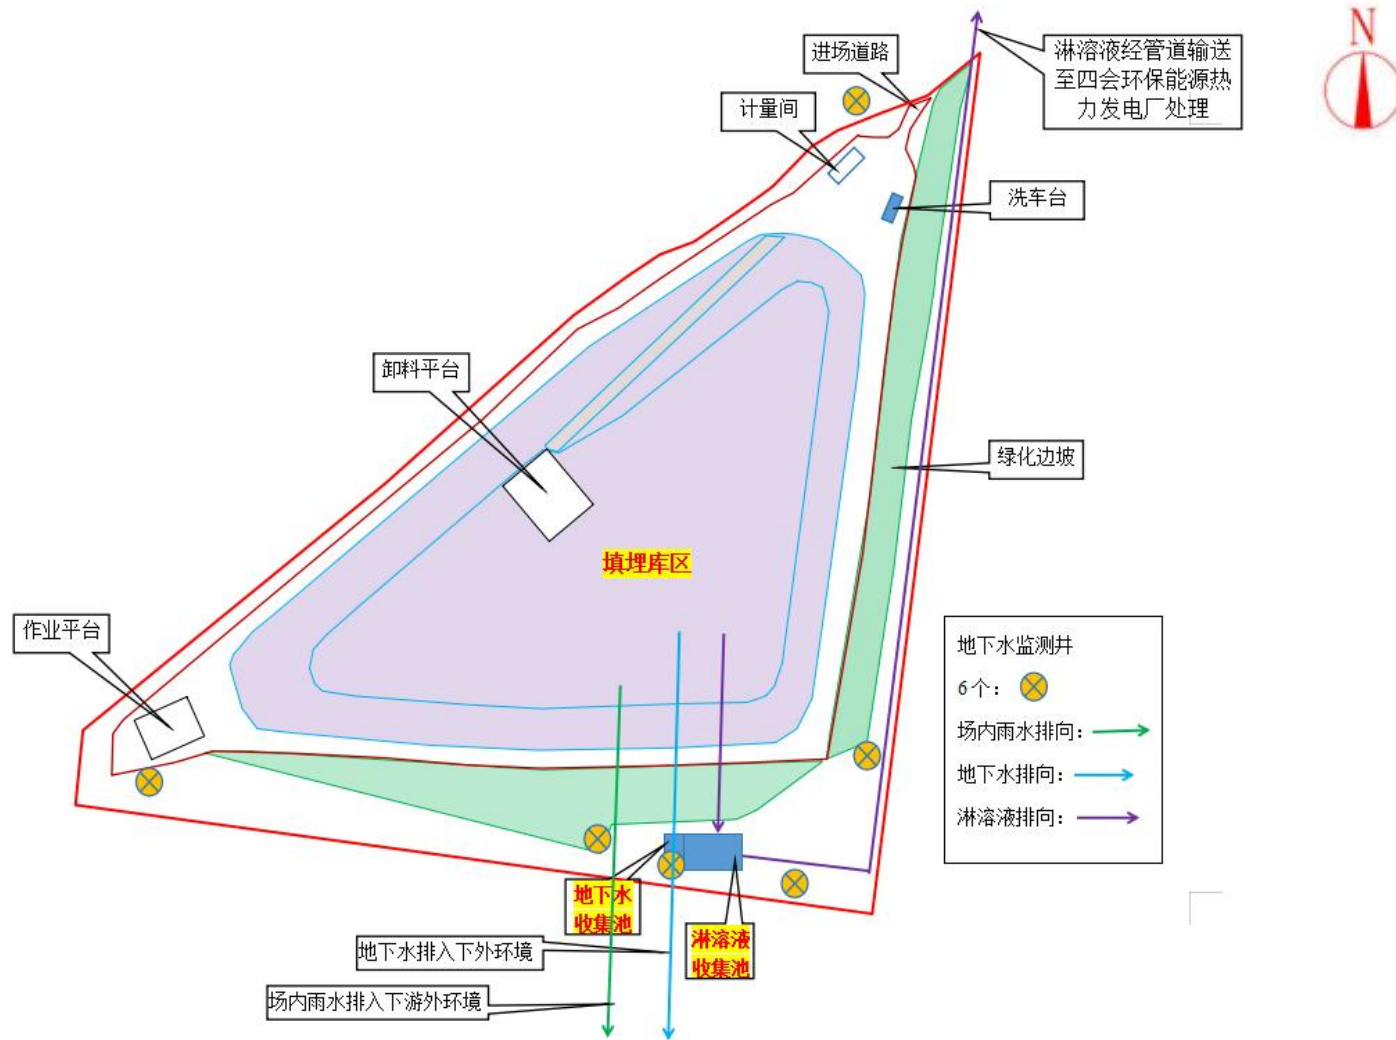 N
淋溶液经管道输送
至四会环保能源热
力发电厂处理
进场道路
计量间
洗车台
卸料平台
绿化边坡
填埋库区
作业平台
地下水监测井
6个：
场内雨水排向：
地下水排向：
淋溶液排向：
地下水
收集池
淋溶液
收集池
地下水排入下外环境
场内雨水排入下游外环境